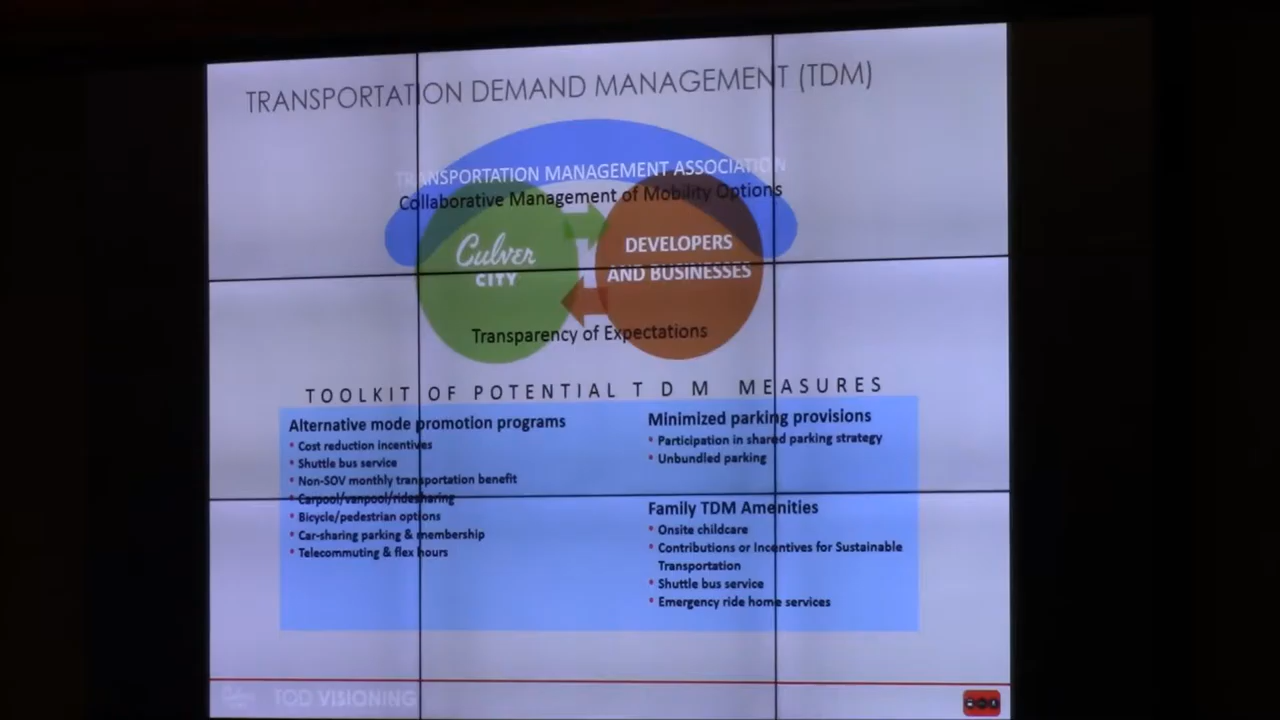 TRANSPORTATION DEMAND MANAGEMENT (TDM)
TRANSPORTATION MANAGEMENT ASSOCIATION
Collaborative Management of Mobility Options
Culver
CITY
DEVELOPERS
AND BUSINESSES
Transparency of Expectations
TOOLKIT OF POTENTIAL TDM MEASURES
Alternative mode promotion programs
• Cost reduction incentives
• Shuttle bus service
• Non-SOV monthly transportation benefit
• Carpool/vanpool/ridesharing
• Bicycle/pedestrian options
• Car-sharing parking & membership
• Telecommuting & flex hours
Minimized parking provisions
• Participation in shared parking strategy
• Unbundled parking
Family TDM Amenities
• Onsite childcare
• Contributions or Incentives for Sustainable
Transportation
• Shuttle bus service
• Emergency ride home services
TOD VISIONING